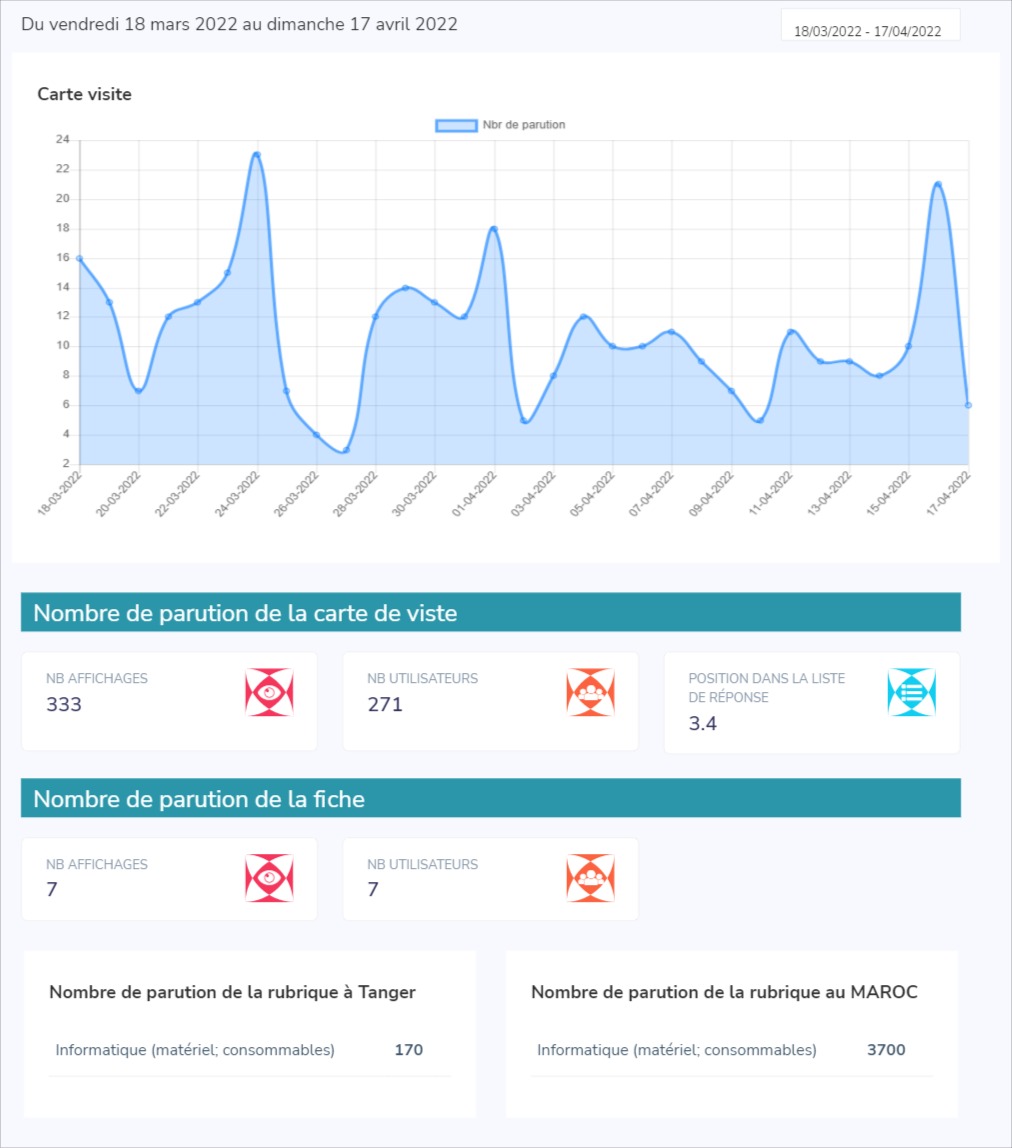 Du vendredi 18 mars 2022 au dimanche 17 avril 2022
18/03/2022 - 17/04/2022
Carte visite
Nbr de parution
24
22
20
18
16
14
12
10
8
6
4
2
18-03-2022
20-03-2022
22-03-2022
24-03-2022
26-03-2022
28-03-2022
30-03-2022
01-04-2022
03-04-2022
05-04-2022
07-04-2022
09-04-2022
11-04-2022
13-04-2022
15-04-2022
17-04-2022
Nombre de parution de la carte de viste
NB AFFICHAGES
333
NB UTILISATEURS
271
POSITION DANS LA LISTE
DE RÉPONSE
3.4
Nombre de parution de la fiche
NB AFFICHAGES
7
NB UTILISATEURS
7
Nombre de parution de la rubrique à Tanger
Informatique (matériel; consommables) 170
Nombre de parution de la rubrique au MAROC
Informatique (matériel; consommables) 3700